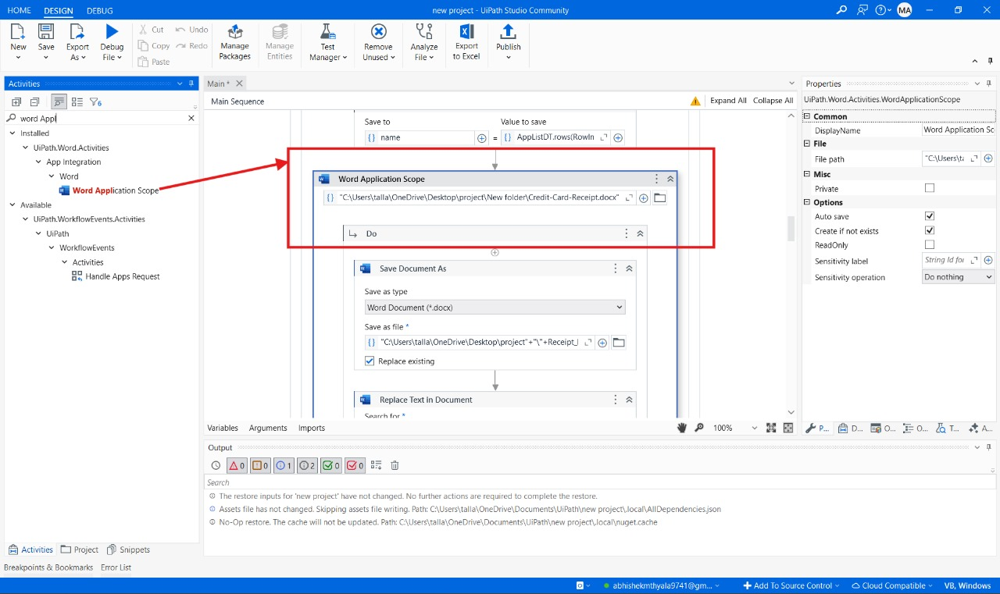 HOME DESIGN DEBUG
new project - UiPath Studio Community
MA
New Save Export As Debug File
Cut Undo
Copy Redo
Paste
Manage Packages
Manage Entities
Test Manager
Remove Unused
Analyze File
Export to Excel
Publish
Activities
6
word Appl
Installed
UiPath.Word.Activities
App Integration
Word
Word Application Scope
Available
UiPath.WorkflowEvents.Activities
UiPath
WorkflowEvents
Activities
Handle Apps Request
Activities Project Snippets
Main *
Main Sequence
Expand All Collapse All
Save to Value to save
name = AppListDT.rows(RowIn
Word Application Scope
"C:\Users\talla\OneDrive\Desktop\project\New folder\Credit-Card-Receipt.docx"
Do
Save Document As
Save as type
Word Document (*.docx)
Save as file *
"C:\Users\talla\OneDrive\Desktop\project"+"\"+Receipt_
Replace existing
Replace Text in Document
Search for *
Variables Arguments Imports
100%
Properties
UiPath.Word.Activities.WordApplicationScope
Common
DisplayName Word Application Sc
File
File path "C:\Users\ta
Misc
Private
Options
Auto save
Create if not exists
ReadOnly
Sensitivity label String Id for
Sensitivity operation Do nothing
P... D... O... O... T... A...
Output
0 0 1 2 0 0
Search
The restore inputs for 'new project' have not changed. No further actions are required to complete the restore.
Assets file has not changed. Skipping assets file writing. Path: C:\Users\talla\OneDrive\Documents\UiPath\new project\.local\AllDependencies.json
No-Op restore. The cache will not be updated. Path: C:\Users\talla\OneDrive\Documents\UiPath\new project\.local\nuget.cache
Breakpoints & Bookmarks Error List
abhishekmthyala9741@gm... Add To Source Control Cloud Compatible VB, Windows